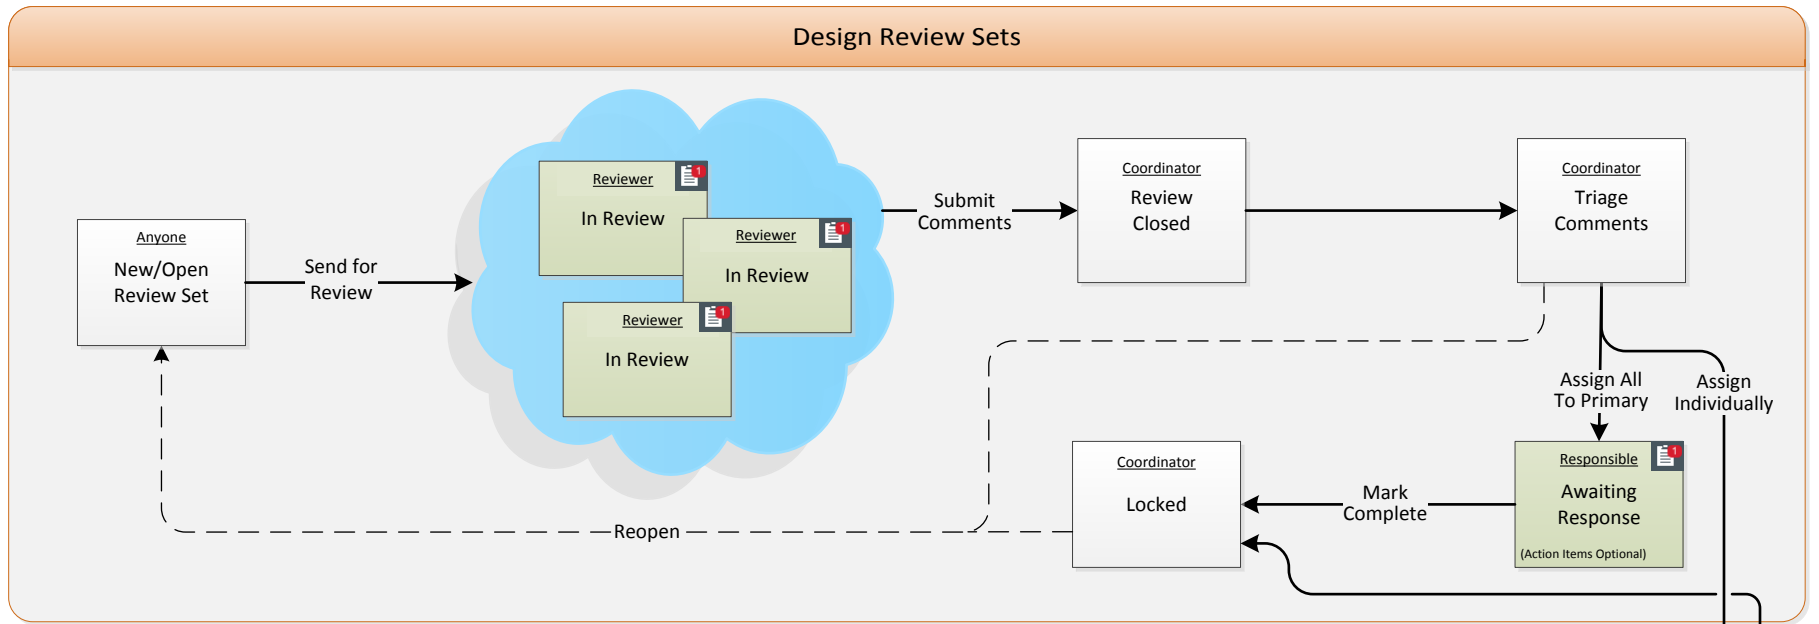 Design Review Sets
Anyone
New/Open
Review Set
Send for
Review
Reviewer
1
In Review
Reviewer
1
In Review
Reviewer
1
In Review
Submit
Comments
Coordinator
Review
Closed
Coordinator
Triage
Comments
Assign All
To Primary
Assign
Individually
Responsible
1
Awaiting
Response
(Action Items Optional)
Mark
Complete
Coordinator
Locked
Reopen